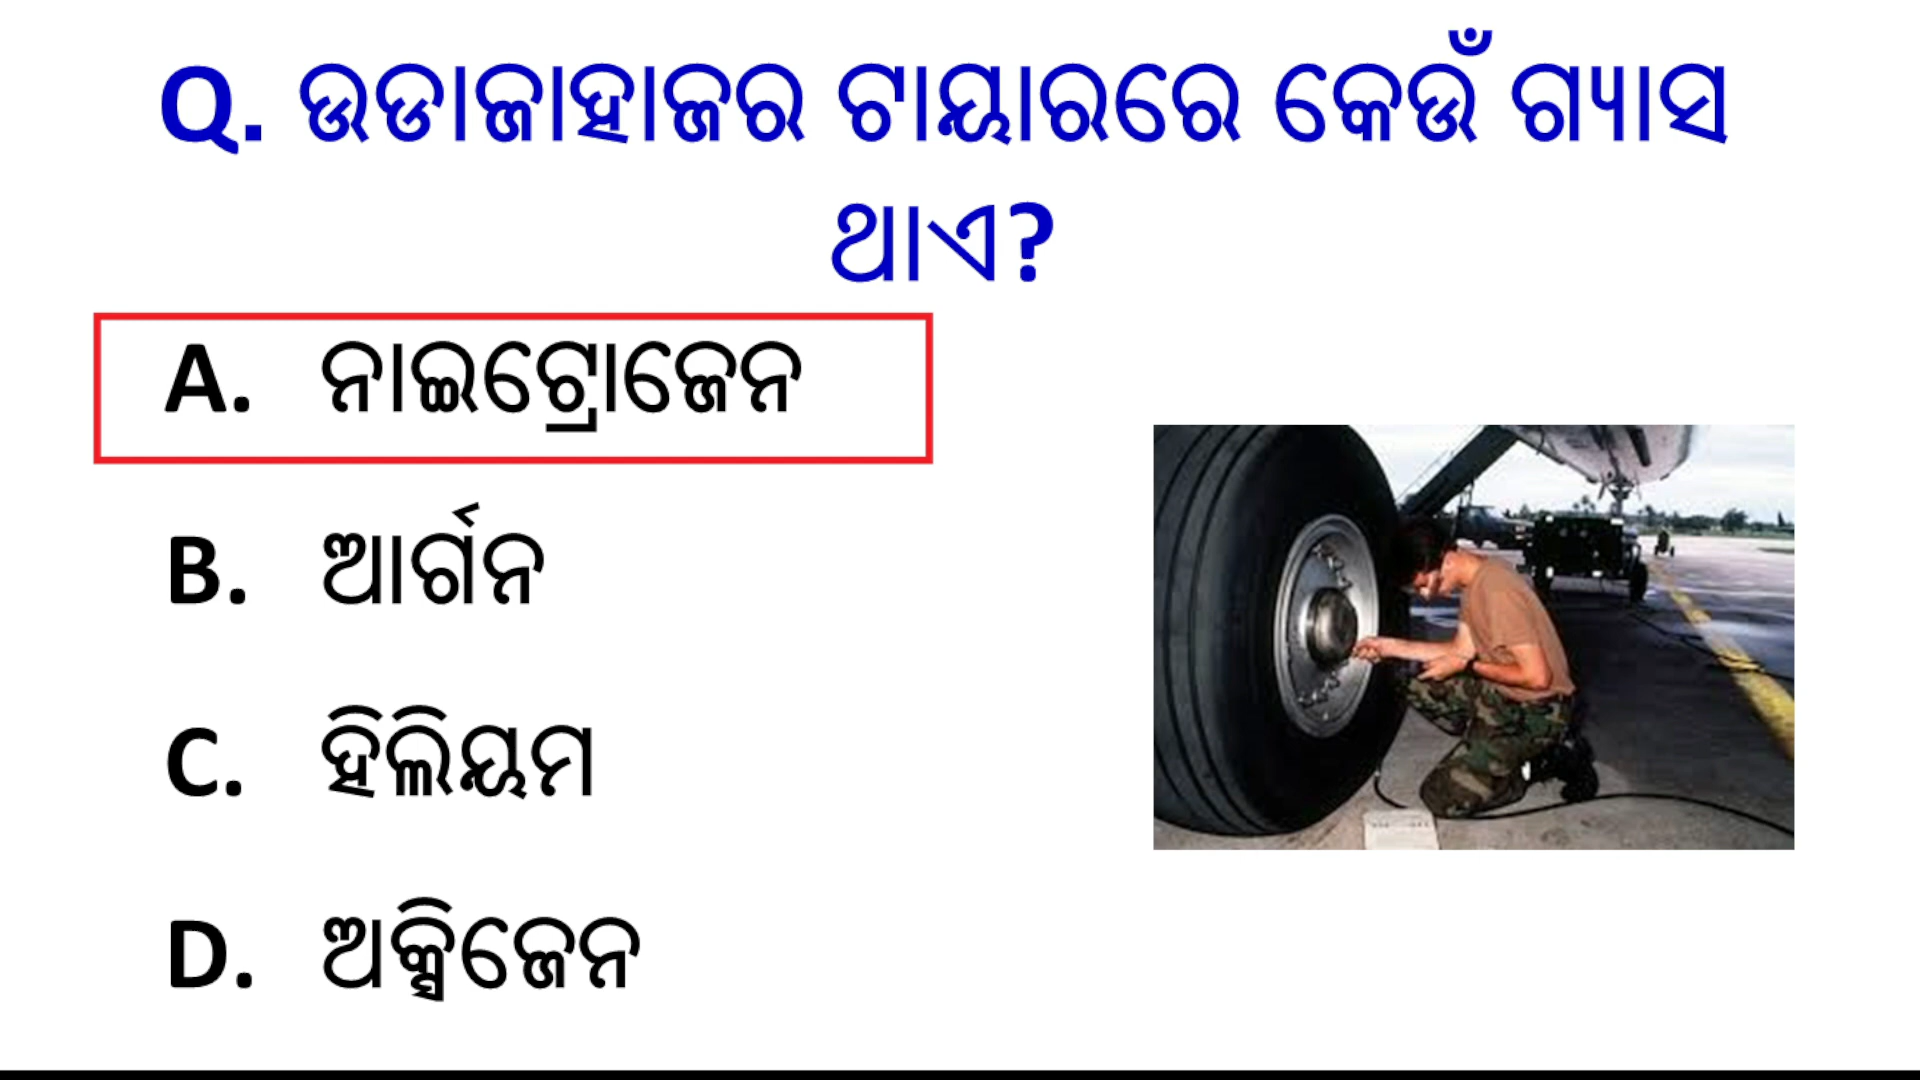 Q. ଉଡାଜାହାଜର ଟାୟାରରେ କେଉଁ ଗ୍ୟାସ
ଥାଏ?
A. ନାଇଟ୍ରୋଜେନ
B. ଆର୍ଗନ
C. ହିଲିୟମ
D. ଅକ୍ସିଜେନ